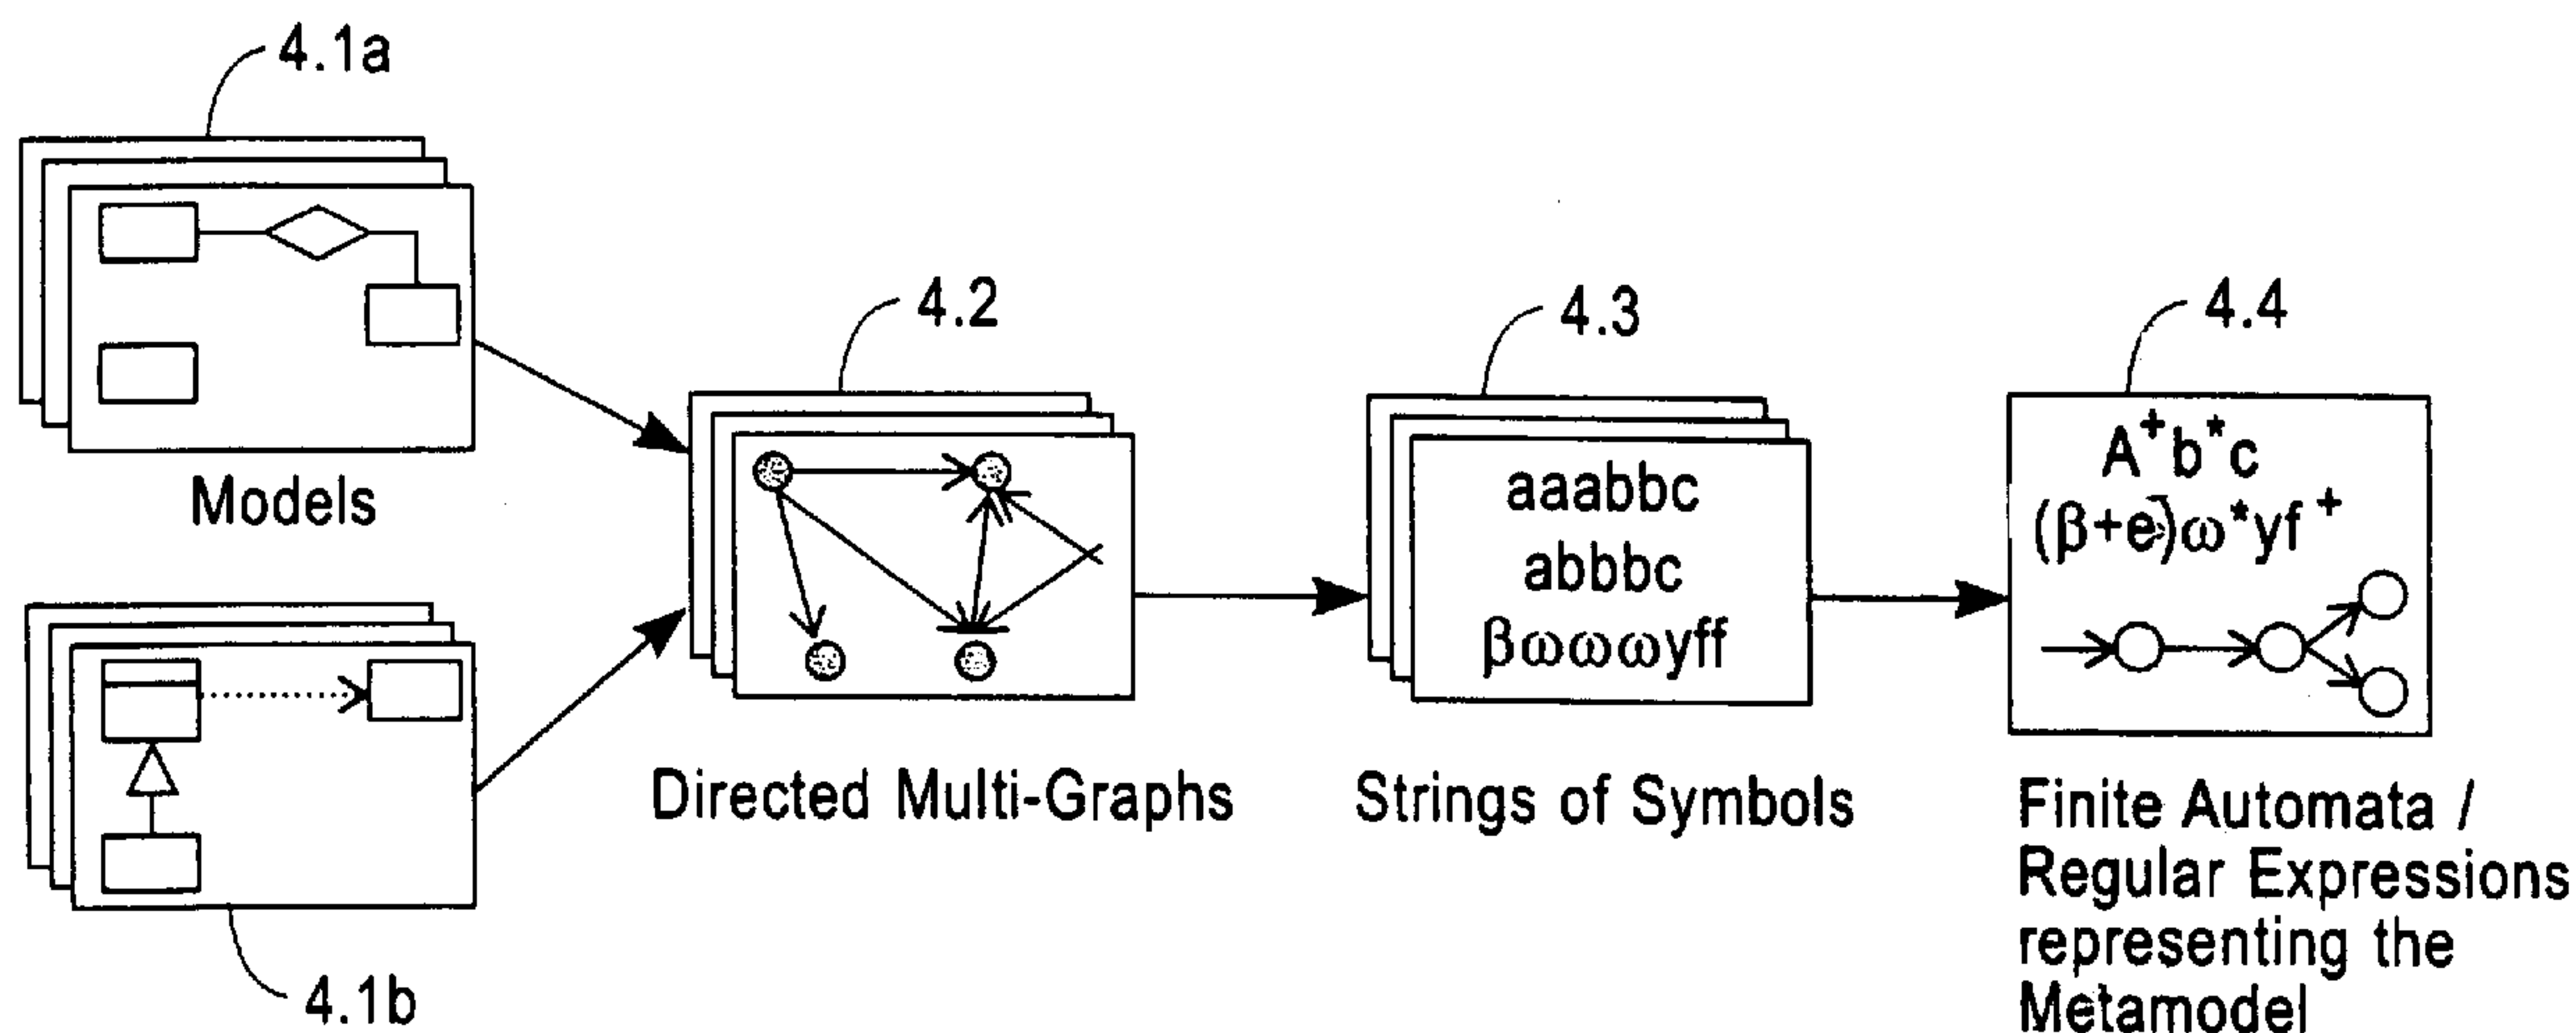 4.1a
Models
4.1b
4.2
Directed Multi-Graphs
4.3
aaabbc
abbbc
βωωωyff
Strings of Symbols
4.4
A⁺b*c
(β+e)ω*yf⁺
Finite Automata /
Regular Expressions
representing the
Metamodel